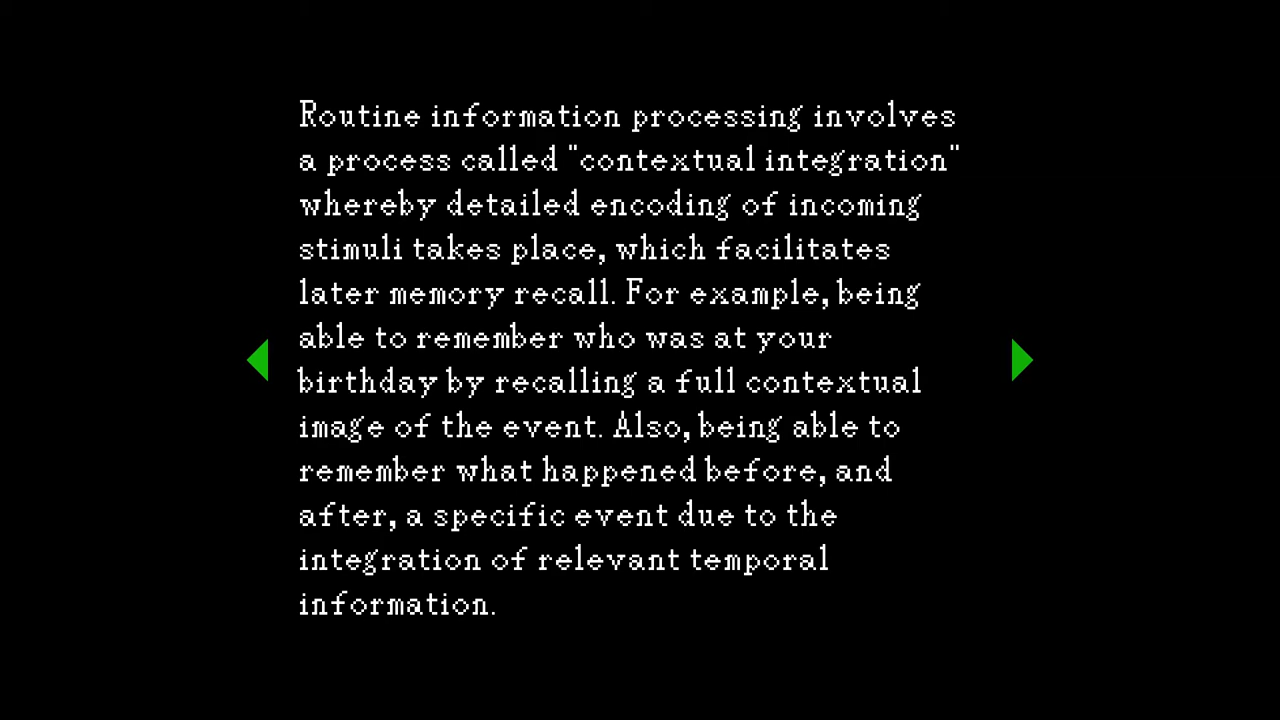 Routine information processing involves
a process called "contextual integration"
whereby detailed encoding of incoming
stimuli takes place, which facilitates
later memory recall. For example, being
able to remember who was at your
birthday by recalling a full contextual
image of the event. Also, being able to
remember what happened before, and
after, a specific event due to the
integration of relevant temporal
information.